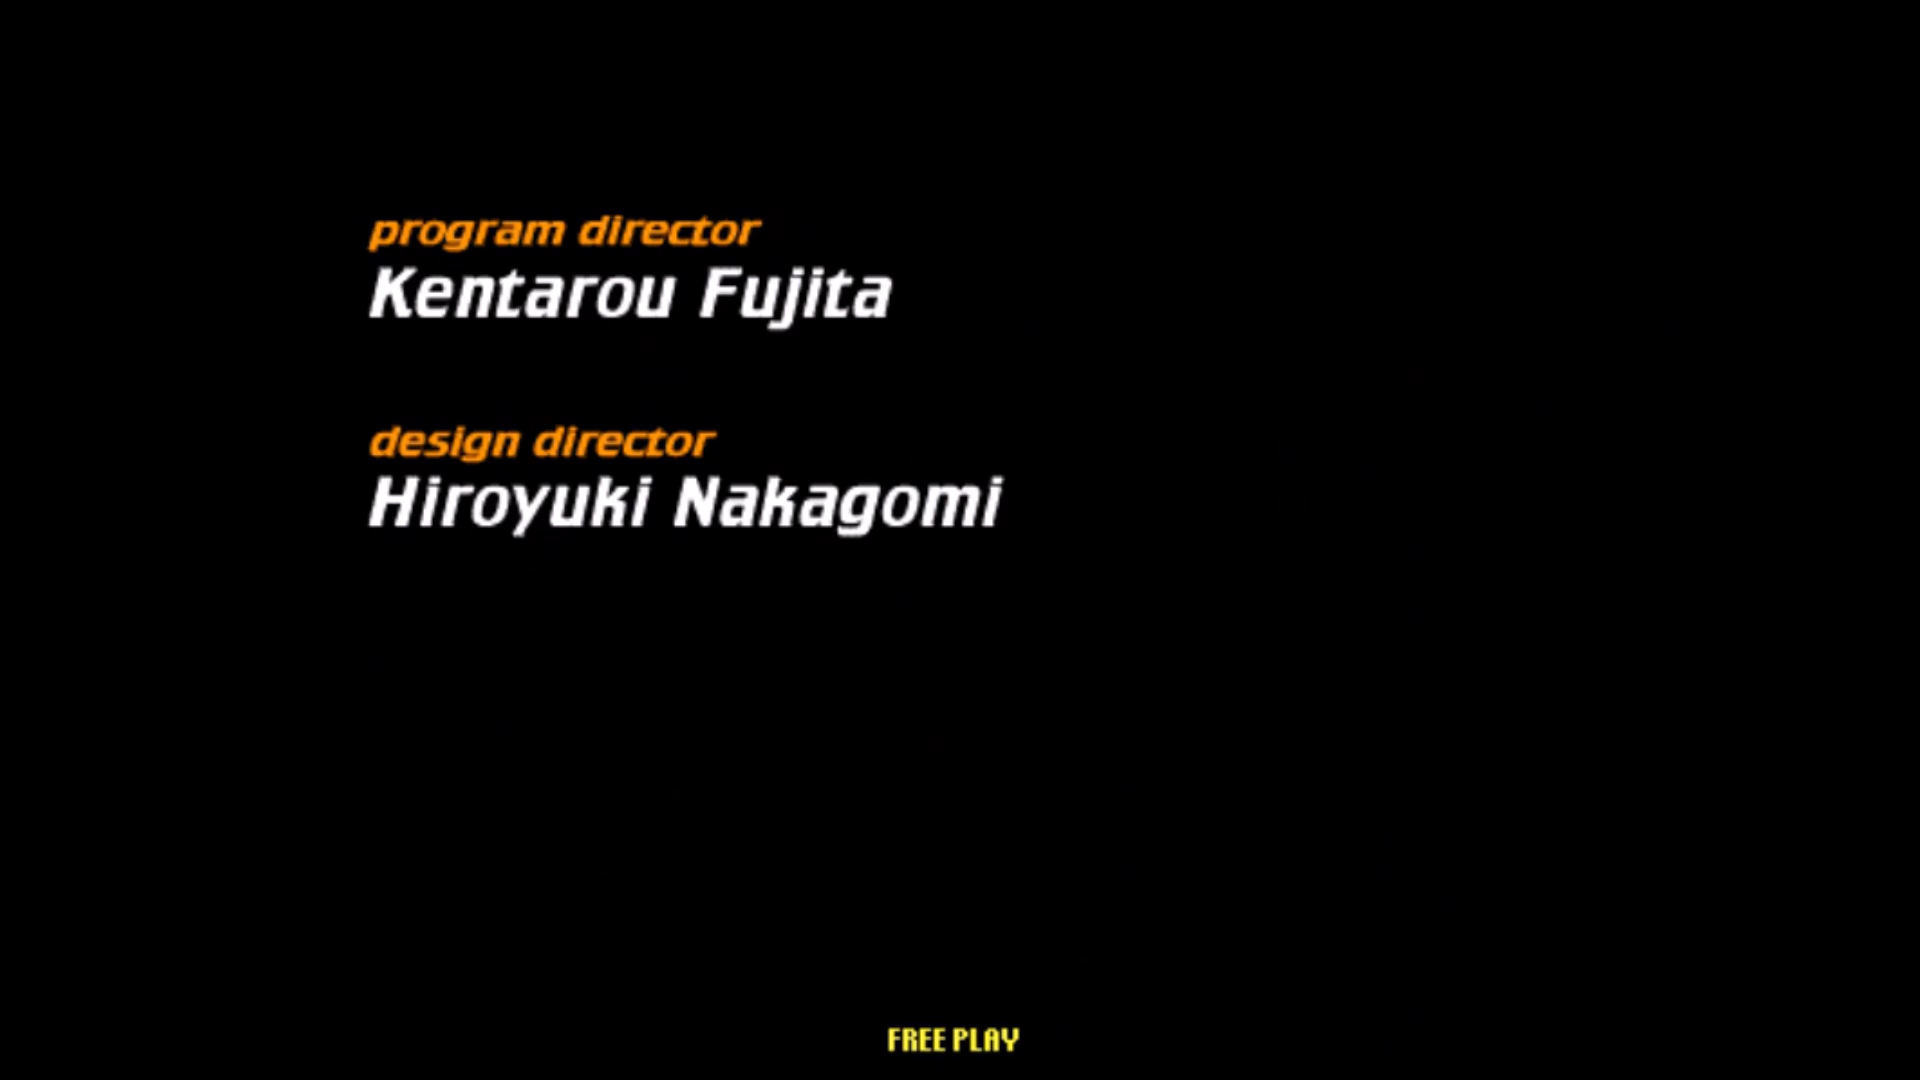 program director
Kentarou Fujita
design director
Hiroyuki Nakagomi
FREE PLAY